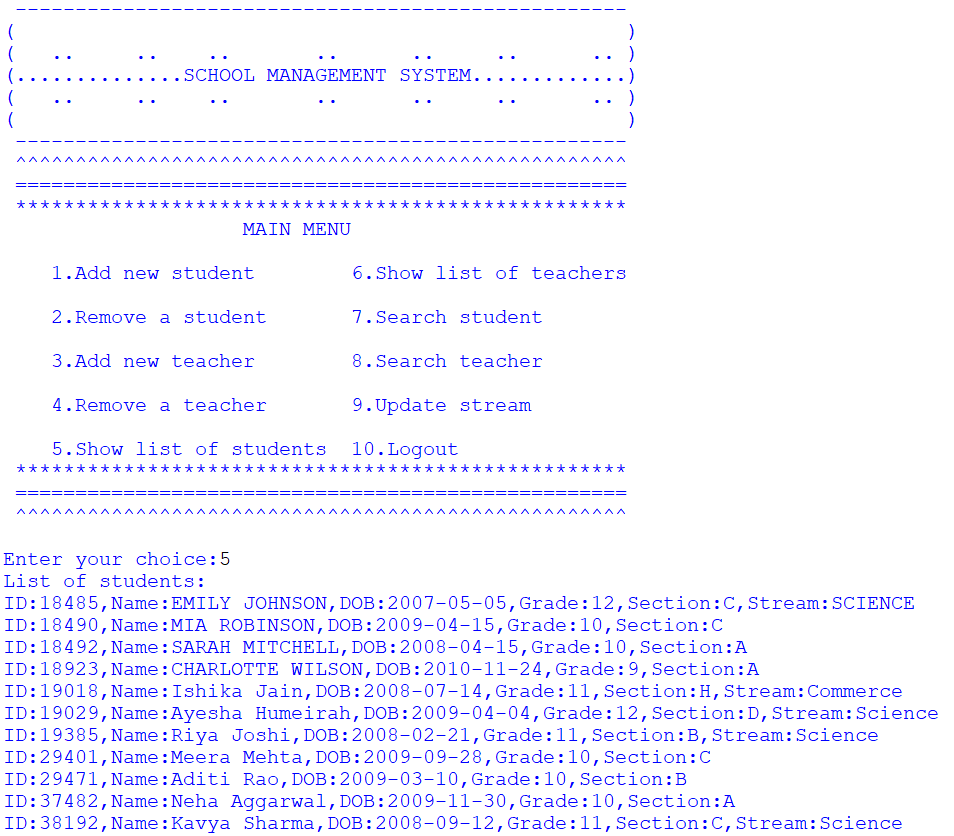 ---------------------------------------------------
(                                                   )
(   ..     ..    ..       ..      ..     ..      .. )
(..............SCHOOL MANAGEMENT SYSTEM.............)
(   ..     ..    ..       ..      ..     ..      .. )
(                                                   )
---------------------------------------------------
^^^^^^^^^^^^^^^^^^^^^^^^^^^^^^^^^^^^^^^^^^^^^^^^^^^
===================================================
***************************************************
MAIN MENU
1.Add new student        6.Show list of teachers
2.Remove a student       7.Search student
3.Add new teacher        8.Search teacher
4.Remove a teacher       9.Update stream
5.Show list of students  10.Logout
***************************************************
===================================================
^^^^^^^^^^^^^^^^^^^^^^^^^^^^^^^^^^^^^^^^^^^^^^^^^^^
Enter your choice:5
List of students:
ID:18485,Name:EMILY JOHNSON,DOB:2007-05-05,Grade:12,Section:C,Stream:SCIENCE
ID:18490,Name:MIA ROBINSON,DOB:2009-04-15,Grade:10,Section:C
ID:18492,Name:SARAH MITCHELL,DOB:2008-04-15,Grade:10,Section:A
ID:18923,Name:CHARLOTTE WILSON,DOB:2010-11-24,Grade:9,Section:A
ID:19018,Name:Ishika Jain,DOB:2008-07-14,Grade:11,Section:H,Stream:Commerce
ID:19029,Name:Ayesha Humeirah,DOB:2009-04-04,Grade:12,Section:D,Stream:Science
ID:19385,Name:Riya Joshi,DOB:2008-02-21,Grade:11,Section:B,Stream:Science
ID:29401,Name:Meera Mehta,DOB:2009-09-28,Grade:10,Section:C
ID:29471,Name:Aditi Rao,DOB:2009-03-10,Grade:10,Section:B
ID:37482,Name:Neha Aggarwal,DOB:2009-11-30,Grade:10,Section:A
ID:38192,Name:Kavya Sharma,DOB:2008-09-12,Grade:11,Section:C,Stream:Science